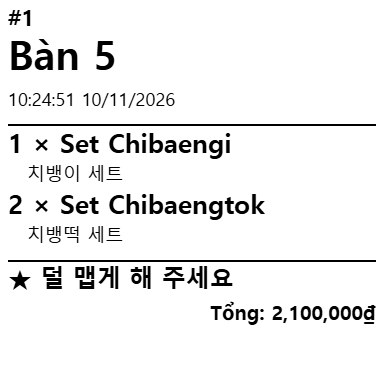 #1
Bàn 5
10:24:51 10/11/2026
1 × Set Chibaengi
치뱅이 세트
2 × Set Chibaengtok
치뱅떡 세트
★ 덜 맵게 해 주세요
Tổng: 2,100,000₫